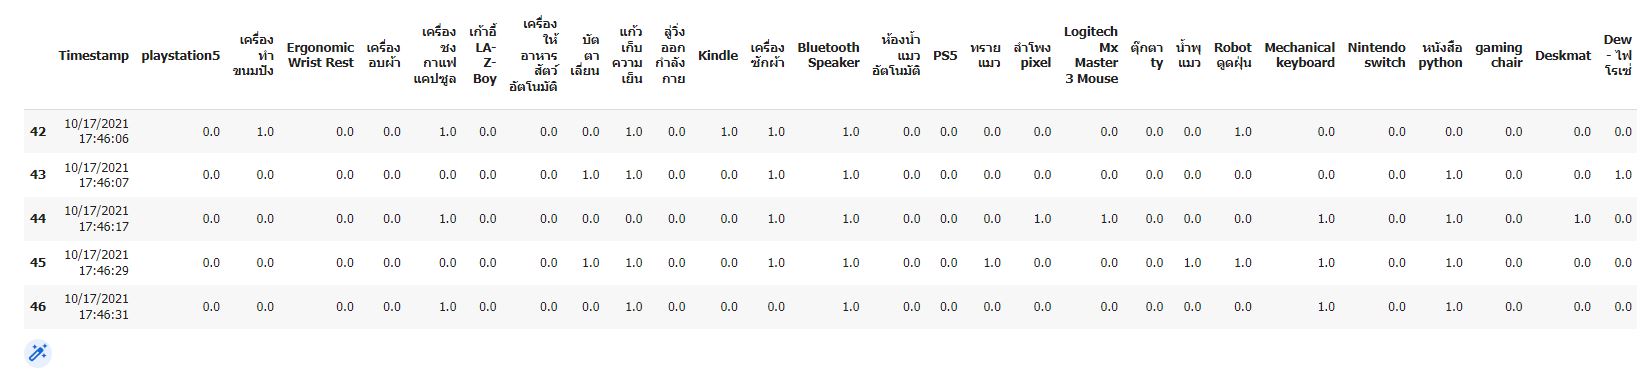 Timestamp
playstation5
เครื่อง
ทำ
ขนมปัง
Ergonomic
Wrist Rest
เครื่อง
อบผ้า
เครื่อง
ชง
กาแฟ
แคปซูล
เก้าอี้
LA-
Z-
Boy
เครื่อง
ให้
อาหาร
สัตว์
อัตโนมัติ
บัต
ตา
เลี่ยน
แก้ว
เก็บ
ความ
เย็น
ลู่วิ่ง
ออก
กำลัง
กาย
Kindle
เครื่อง
ซักผ้า
Bluetooth
Speaker
ห้องน้ำ
แมว
อัตโนมัติ
PS5
ทราย
แมว
ลำโพง
pixel
Logitech
Mx
Master
3 Mouse
ตุ๊กตา
ty
น้ำพุ
แมว
Robot
ดูดฝุ่น
Mechanical
keyboard
Nintendo
switch
หนังสือ
python
gaming
chair
Deskmat
Dew
- ไฟ
โรเซ่
42 10/17/2021 17:46:06 0.0 1.0 0.0 0.0 1.0 0.0 0.0 0.0 1.0 0.0 1.0 1.0 1.0 0.0 0.0 0.0 0.0 0.0 0.0 0.0 1.0 0.0 0.0 0.0 0.0 0.0 0.0
43 10/17/2021 17:46:07 0.0 0.0 0.0 0.0 0.0 0.0 0.0 1.0 1.0 0.0 0.0 1.0 1.0 0.0 0.0 0.0 0.0 0.0 0.0 0.0 0.0 0.0 0.0 1.0 0.0 0.0 1.0
44 10/17/2021 17:46:17 0.0 0.0 0.0 0.0 1.0 0.0 0.0 0.0 0.0 0.0 0.0 1.0 1.0 0.0 0.0 0.0 1.0 1.0 0.0 0.0 0.0 1.0 0.0 1.0 0.0 1.0 0.0
45 10/17/2021 17:46:29 0.0 0.0 0.0 0.0 0.0 0.0 0.0 1.0 1.0 0.0 0.0 1.0 1.0 0.0 0.0 1.0 0.0 0.0 0.0 1.0 1.0 1.0 0.0 1.0 0.0 0.0 0.0
46 10/17/2021 17:46:31 0.0 0.0 0.0 0.0 1.0 0.0 0.0 0.0 1.0 0.0 0.0 0.0 1.0 0.0 0.0 0.0 0.0 0.0 0.0 0.0 0.0 1.0 0.0 1.0 0.0 0.0 0.0